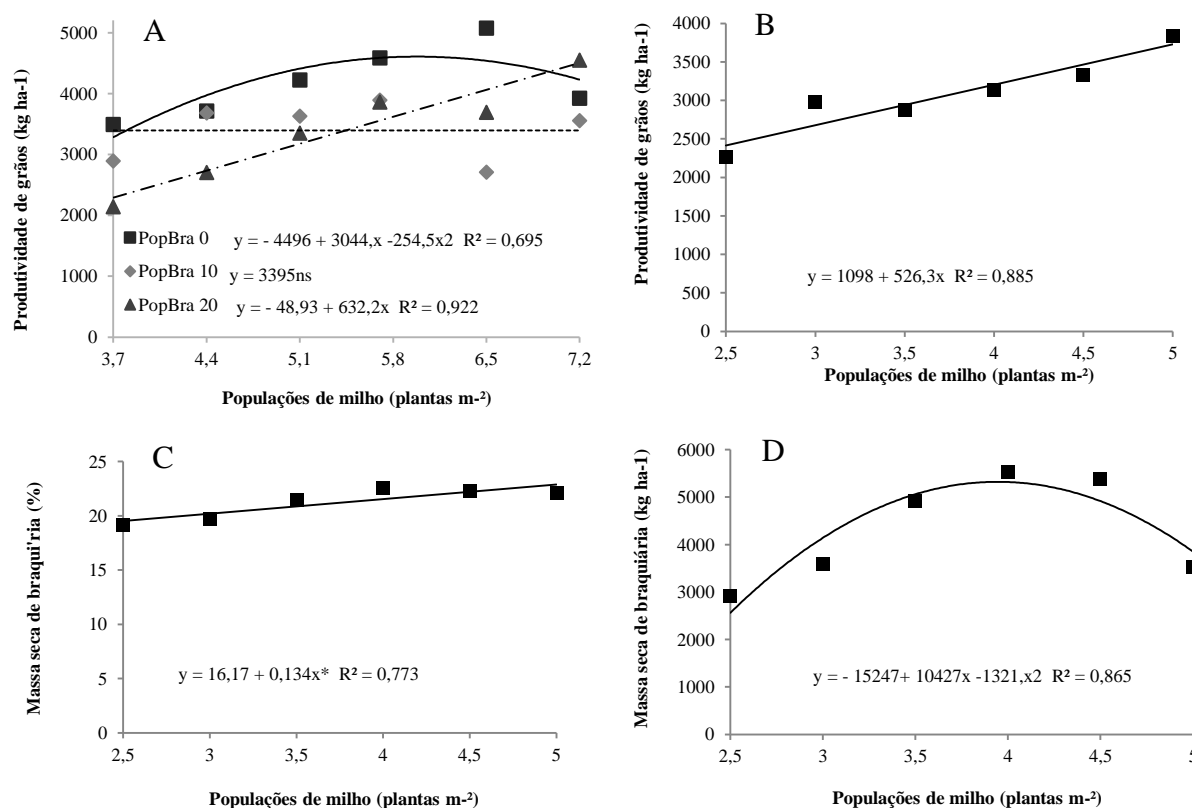 A
Produtividade de grãos (kg ha-1)
5000
4000
3000
2000
1000
0
PopBra 0 y = - 4496 + 3044,x -254,5x2 R² = 0,695
PopBra 10 y = 3395ns
PopBra 20 y = - 48,93 + 632,2x R² = 0,922
3,7 4,4 5,1 5,8 6,5 7,2
Populações de milho (plantas m-²)
B
Produtividade de grãos (kg ha-1)
4000
3500
3000
2500
2000
1500
1000
500
0
y = 1098 + 526,3x R² = 0,885
2,5 3 3,5 4 4,5 5
Populações de milho (plantas m-²)
C
Massa seca de braqui'ria (%)
25
20
15
10
5
0
y = 16,17 + 0,134x* R² = 0,773
2,5 3 3,5 4 4,5 5
Populações de milho (plantas m-²)
D
Massa seca de braquiária (kg ha-1)
6000
5000
4000
3000
2000
1000
0
y = - 15247+ 10427x -1321,x2 R² = 0,865
2,5 3 3,5 4 4,5 5
Populações de milho (plantas m-²)